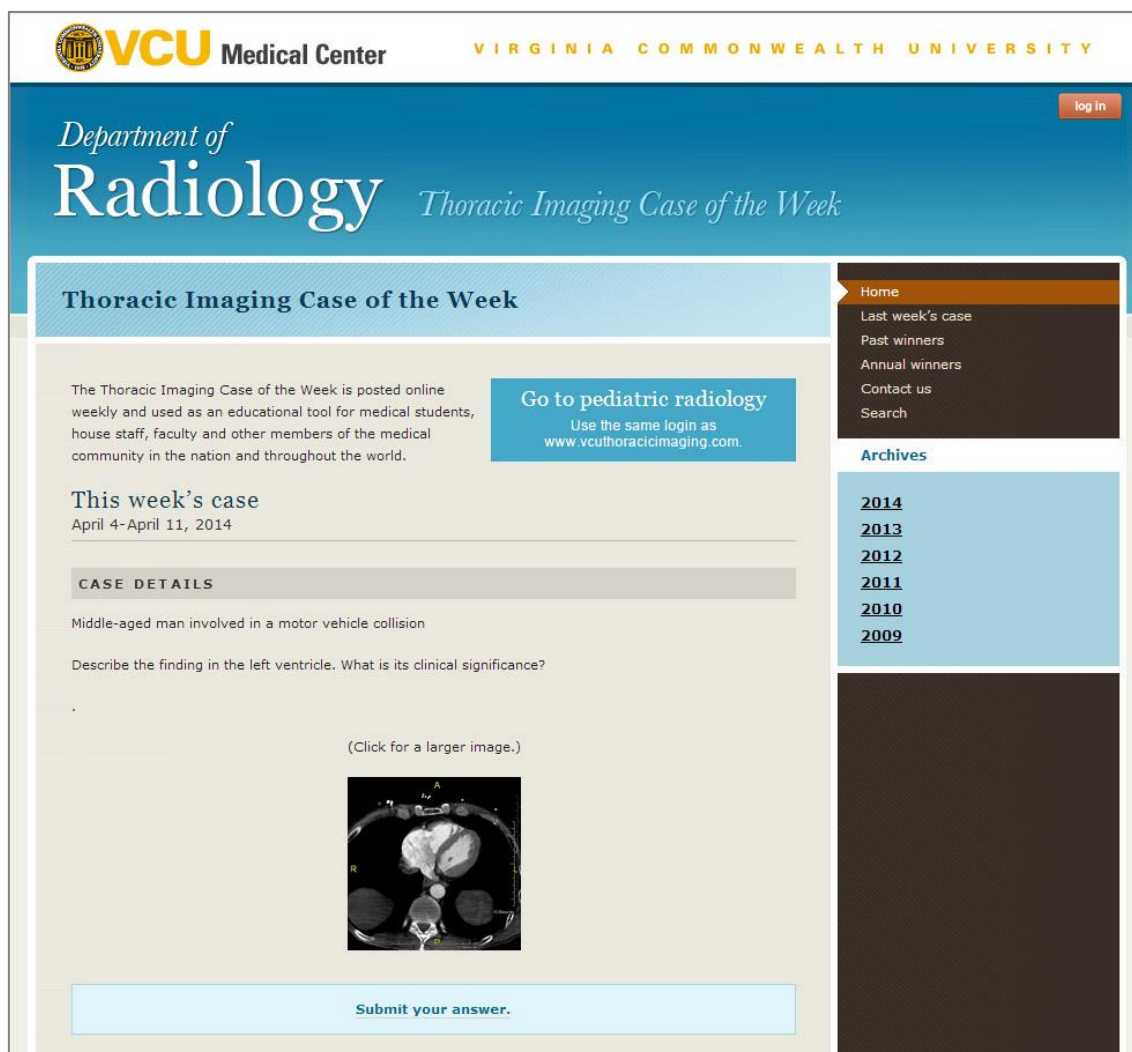 VCU Medical Center
VIRGINIA COMMONWEALTH UNIVERSITY
log in
Department of
Radiology
Thoracic Imaging Case of the Week
Thoracic Imaging Case of the Week
The Thoracic Imaging Case of the Week is posted online
weekly and used as an educational tool for medical students,
house staff, faculty and other members of the medical
community in the nation and throughout the world.
Go to pediatric radiology
Use the same login as
www.vcuthoracicimaging.com.
This week's case
April 4-April 11, 2014
CASE DETAILS
Middle-aged man involved in a motor vehicle collision
Describe the finding in the left ventricle. What is its clinical significance?
.
(Click for a larger image.)
A
R
L
P
Submit your answer.
Home
Last week's case
Past winners
Annual winners
Contact us
Search
Archives
2014
2013
2012
2011
2010
2009